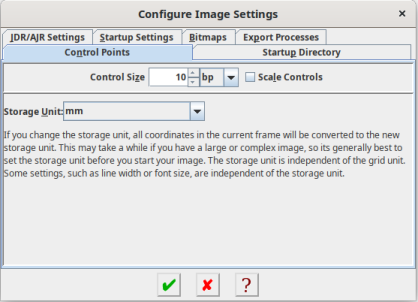 Configure Image Settings ×
JDR/AJR Settings Startup Settings Bitmaps Export Processes
Control Points Startup Directory
Control Size 10 bp Scale Controls
Storage Unit: mm
If you change the storage unit, all coordinates in the current frame will be converted to the new
storage unit. This may take a while if you have a large or complex image, so its generally best to
set the storage unit before you start your image. The storage unit is independent of the grid unit.
Some settings, such as line width or font size, are independent of the storage unit.
?